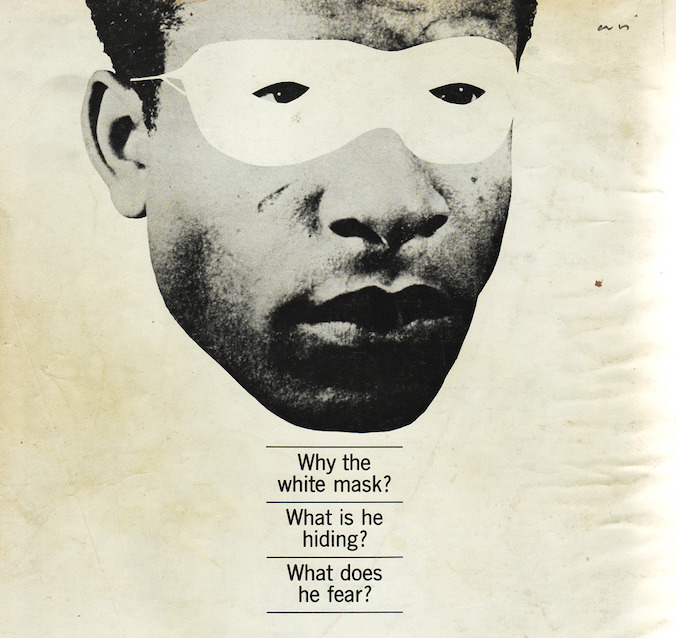 Why the
white mask?
What is he
hiding?
What does
he fear?